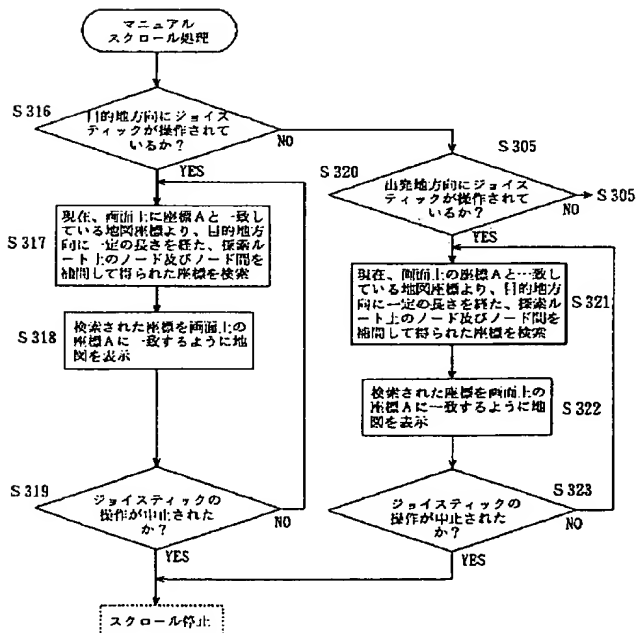 マニュアル
スクロール処理
S316
目的地方向にジョイス
ティックが操作されて
いるか？
NO
YES
S317
現在、画面上に座標Aと一致し
ている地図座標より、目的地方
向に一定の長さを経た、探索ル
ート上のノード及びノード間を
補間して得られた座標を検索
S318
検索された座標を画面上の
座標Aに一致するように地
図を表示
S319
ジョイスティックの
操作が中止された
か？
NO
YES
S305
S320
出発地方向にジョイス
ティックが操作されて
いるか？
NO
S305
YES
現在、画面上の座標Aと一致し
ている地図座標より、目的地方
向に一定の長さを経た、探索ル
ート上のノード及びノード間を
補間して得られた座標を検索
S321
検索された座標を画面上の
座標Aに一致するように地
図を表示
S322
S323
ジョイスティックの
操作が中止された
か？
NO
YES
スクロール停止